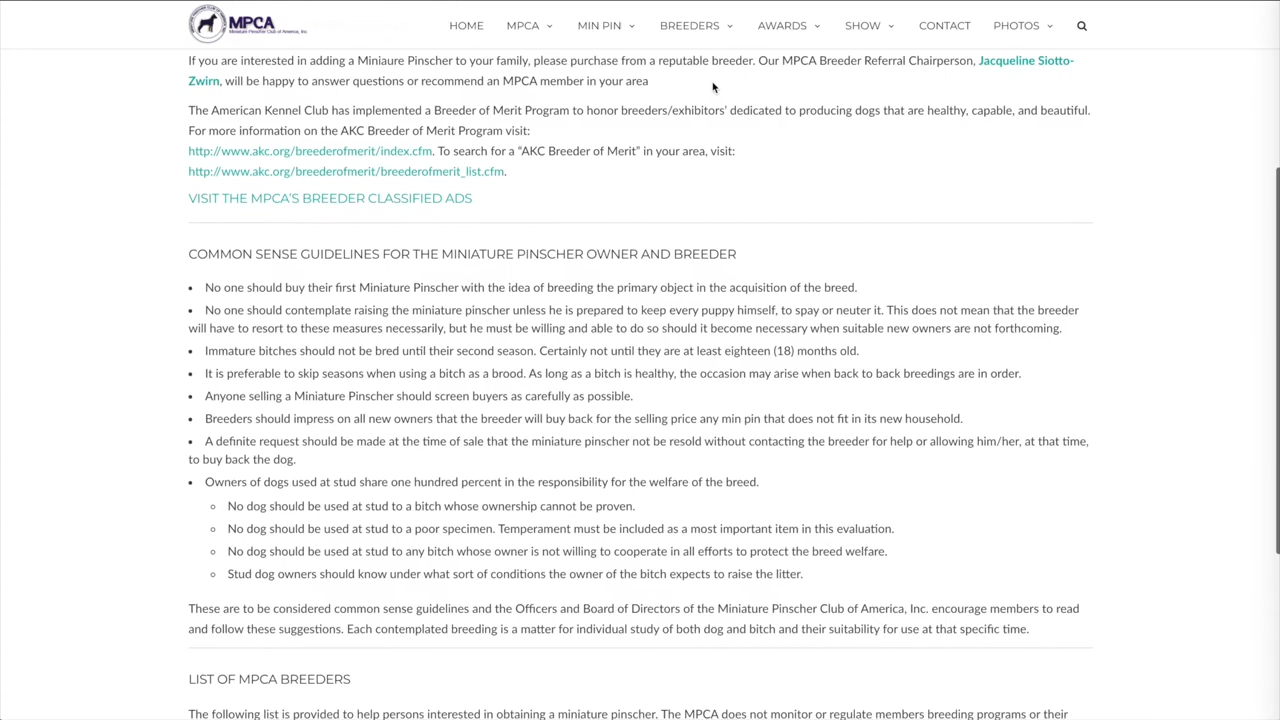 MPCA
Miniature Pinscher Club of America, Inc.
HOME MPCA MIN PIN BREEDERS AWARDS SHOW CONTACT PHOTOS
If you are interested in adding a Miniaure Pinscher to your family, please purchase from a reputable breeder. Our MPCA Breeder Referral Chairperson, Jacqueline Siotto-
Zwirn, will be happy to answer questions or recommend an MPCA member in your area
The American Kennel Club has implemented a Breeder of Merit Program to honor breeders/exhibitors' dedicated to producing dogs that are healthy, capable, and beautiful.
For more information on the AKC Breeder of Merit Program visit:
http://www.akc.org/breederofmerit/index.cfm. To search for a “AKC Breeder of Merit” in your area, visit:
http://www.akc.org/breederofmerit/breederofmerit_list.cfm.
VISIT THE MPCA'S BREEDER CLASSIFIED ADS
COMMON SENSE GUIDELINES FOR THE MINIATURE PINSCHER OWNER AND BREEDER
• No one should buy their first Miniature Pinscher with the idea of breeding the primary object in the acquisition of the breed.
• No one should contemplate raising the miniature pinscher unless he is prepared to keep every puppy himself, to spay or neuter it. This does not mean that the breeder
will have to resort to these measures necessarily, but he must be willing and able to do so should it become necessary when suitable new owners are not forthcoming.
• Immature bitches should not be bred until their second season. Certainly not until they are at least eighteen (18) months old.
• It is preferable to skip seasons when using a bitch as a brood. As long as a bitch is healthy, the occasion may arise when back to back breedings are in order.
• Anyone selling a Miniature Pinscher should screen buyers as carefully as possible.
• Breeders should impress on all new owners that the breeder will buy back for the selling price any min pin that does not fit in its new household.
• A definite request should be made at the time of sale that the miniature pinscher not be resold without contacting the breeder for help or allowing him/her, at that time,
to buy back the dog.
• Owners of dogs used at stud share one hundred percent in the responsibility for the welfare of the breed.
◦ No dog should be used at stud to a bitch whose ownership cannot be proven.
◦ No dog should be used at stud to a poor specimen. Temperament must be included as a most important item in this evaluation.
◦ No dog should be used at stud to any bitch whose owner is not willing to cooperate in all efforts to protect the breed welfare.
◦ Stud dog owners should know under what sort of conditions the owner of the bitch expects to raise the litter.
These are to be considered common sense guidelines and the Officers and Board of Directors of the Miniature Pinscher Club of America, Inc. encourage members to read
and follow these suggestions. Each contemplated breeding is a matter for individual study of both dog and bitch and their suitability for use at that specific time.
LIST OF MPCA BREEDERS
The following list is provided to help persons interested in obtaining a miniature pinscher. The MPCA does not monitor or regulate members breeding programs or their